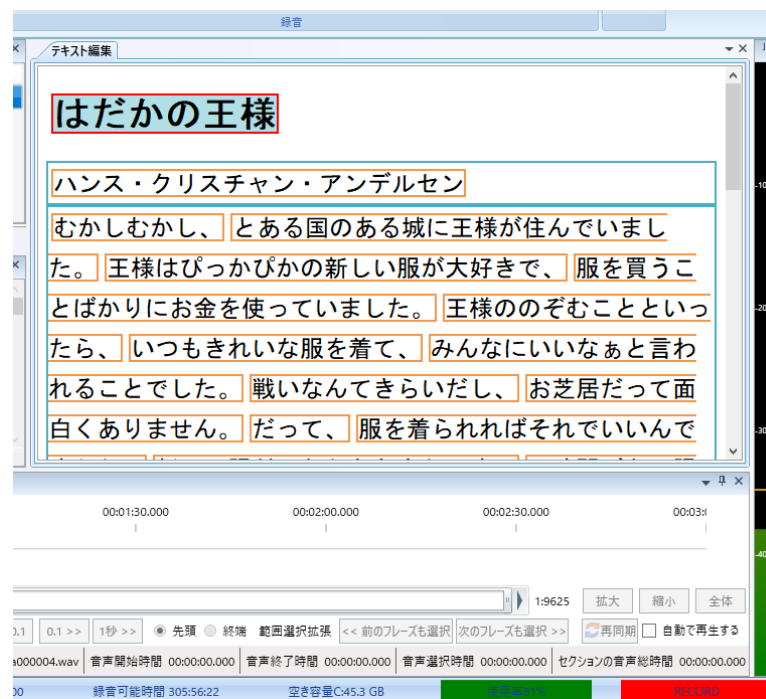 録音
テキスト編集
はだかの王様
ハンス・クリスチャン・アンデルセン
むかしむかし、 とある国のある城に王様が住んでいまし
た。 王様はぴっかぴかの新しい服が大好きで、 服を買うこ
とばかりにお金を使っていました。 王様ののぞむことといっ
たら、 いつもきれいな服を着て、 みんなにいいなぁと言わ
れることでした。 戦いなんてきらいだし、 お芝居だって面
白くありません。 だって、 服を着られればそれでいいんで
-10
-20
-30
-40
00:01:30.000 00:02:00.000 00:02:30.000 00:03:
1:9625 拡大 縮小 全体
0.1 0.1 >> 1秒 >> 先頭 終端 範囲選択拡張 << 前のフレーズも選択 次のフレーズも選択 >> 再同期 自動で再生する
a000004.wav 音声開始時間 00:00:00.000 音声終了時間 00:00:00.000 音声選択時間 00:00:00.000 セクションの音声総時間 00:00:00.000
00 録音可能時間 305:56:22 空き容量C:45.3 GB RECORD